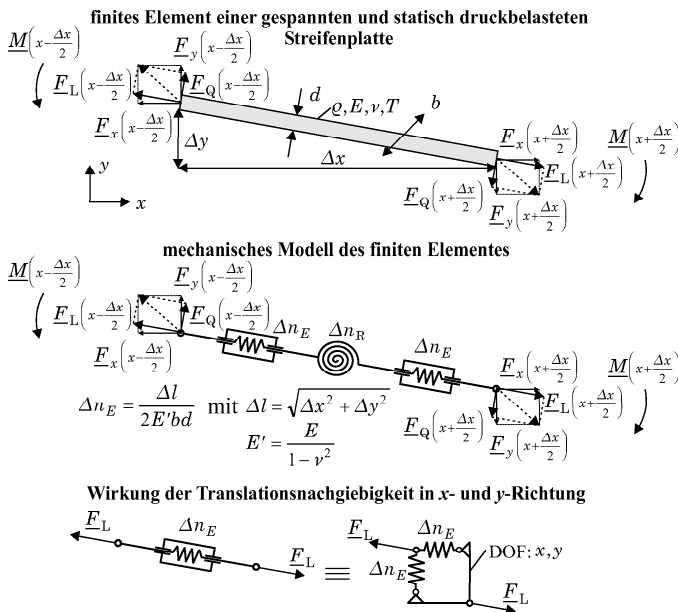 finites Element einer gespannten und statisch druckbelasteten
Streifenplatte
M(x−Δx/2)
F_y(x−Δx/2)
F_L(x−Δx/2)
F_Q(x−Δx/2)
F_x(x−Δx/2)
d
ϱ,E,ν,T
b
Δy
Δx
F_x(x+Δx/2)
M(x+Δx/2)
F_L(x+Δx/2)
F_Q(x+Δx/2)
F_y(x+Δx/2)
y
x
mechanisches Modell des finiten Elementes
M(x−Δx/2)
F_y(x−Δx/2)
F_L(x−Δx/2)
F_Q(x−Δx/2)
F_x(x−Δx/2)
Δn_E
Δn_R
Δn_E
F_x(x+Δx/2)
M(x+Δx/2)
F_L(x+Δx/2)
F_Q(x+Δx/2)
F_y(x+Δx/2)
Δn_E = Δl/(2E'bd) mit Δl = √(Δx² + Δy²)
E' = E/(1−ν²)
Wirkung der Translationsnachgiebigkeit in x- und y-Richtung
F_L
Δn_E
F_L
≡
F_L
Δn_E
Δn_E
DOF: x,y
F_L